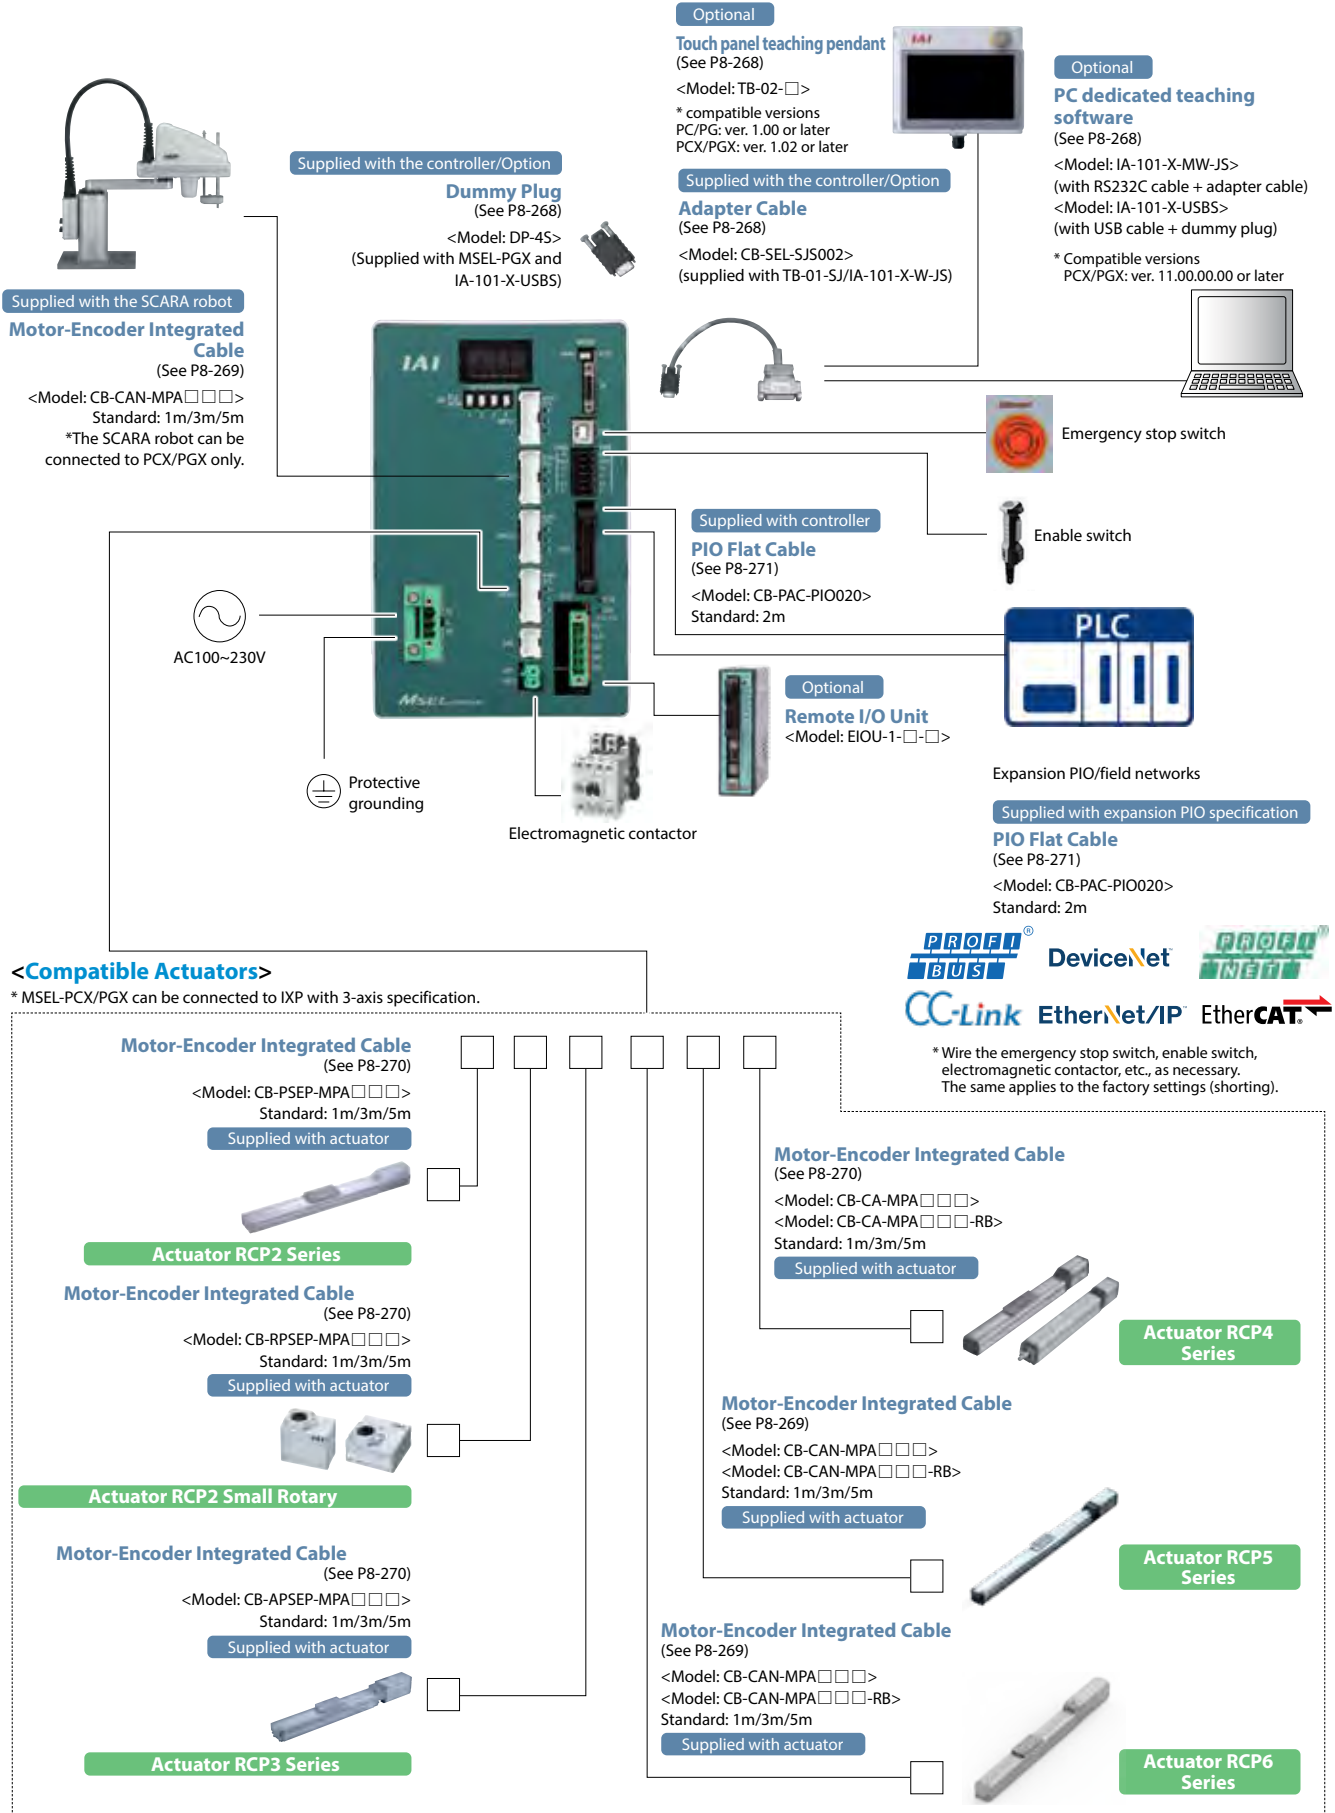 Optional
Touch panel teaching pendant
(See P8-268)
<Model: TB-02-□>
* compatible versions
PC/PG: ver. 1.00 or later
PCX/PGX: ver. 1.02 or later
IAI
Optional
PC dedicated teaching
software
(See P8-268)
<Model: IA-101-X-MW-JS>
(with RS232C cable + adapter cable)
<Model: IA-101-X-USBS>
(with USB cable + dummy plug)
* Compatible versions
PCX/PGX: ver. 11.00.00.00 or later
Supplied with the controller/Option
Dummy Plug
(See P8-268)
<Model: DP-4S>
(Supplied with MSEL-PGX and
IA-101-X-USBS)
Supplied with the controller/Option
Adapter Cable
(See P8-268)
<Model: CB-SEL-SJS002>
(supplied with TB-01-SJ/IA-101-X-W-JS)
Supplied with the SCARA robot
Motor-Encoder Integrated
Cable
(See P8-269)
<Model: CB-CAN-MPA□□□>
Standard: 1m/3m/5m
*The SCARA robot can be
connected to PCX/PGX only.
IAI
MSEL
Emergency stop switch
Enable switch
Supplied with controller
PIO Flat Cable
(See P8-271)
<Model: CB-PAC-PIO020>
Standard: 2m
AC100~230V
PLC
Optional
Remote I/O Unit
<Model: EIOU-1-□-□>
Protective
grounding
Electromagnetic contactor
Expansion PIO/field networks
Supplied with expansion PIO specification
PIO Flat Cable
(See P8-271)
<Model: CB-PAC-PIO020>
Standard: 2m
PROFI
BUS®
DeviceNet™
PROFI
NET®
CC-Link
EtherNet/IP™
EtherCAT®
* Wire the emergency stop switch, enable switch,
electromagnetic contactor, etc., as necessary.
The same applies to the factory settings (shorting).
<Compatible Actuators>
* MSEL-PCX/PGX can be connected to IXP with 3-axis specification.
Motor-Encoder Integrated Cable
(See P8-270)
<Model: CB-PSEP-MPA□□□>
Standard: 1m/3m/5m
Supplied with actuator
Actuator RCP2 Series
Motor-Encoder Integrated Cable
(See P8-270)
<Model: CB-RPSEP-MPA□□□>
Standard: 1m/3m/5m
Supplied with actuator
Actuator RCP2 Small Rotary
Motor-Encoder Integrated Cable
(See P8-270)
<Model: CB-APSEP-MPA□□□>
Standard: 1m/3m/5m
Supplied with actuator
Actuator RCP3 Series
Motor-Encoder Integrated Cable
(See P8-270)
<Model: CB-CA-MPA□□□>
<Model: CB-CA-MPA□□□-RB>
Standard: 1m/3m/5m
Supplied with actuator
Actuator RCP4
Series
Motor-Encoder Integrated Cable
(See P8-269)
<Model: CB-CAN-MPA□□□>
<Model: CB-CAN-MPA□□□-RB>
Standard: 1m/3m/5m
Supplied with actuator
Actuator RCP5
Series
Motor-Encoder Integrated Cable
(See P8-269)
<Model: CB-CAN-MPA□□□>
<Model: CB-CAN-MPA□□□-RB>
Standard: 1m/3m/5m
Supplied with actuator
Actuator RCP6
Series